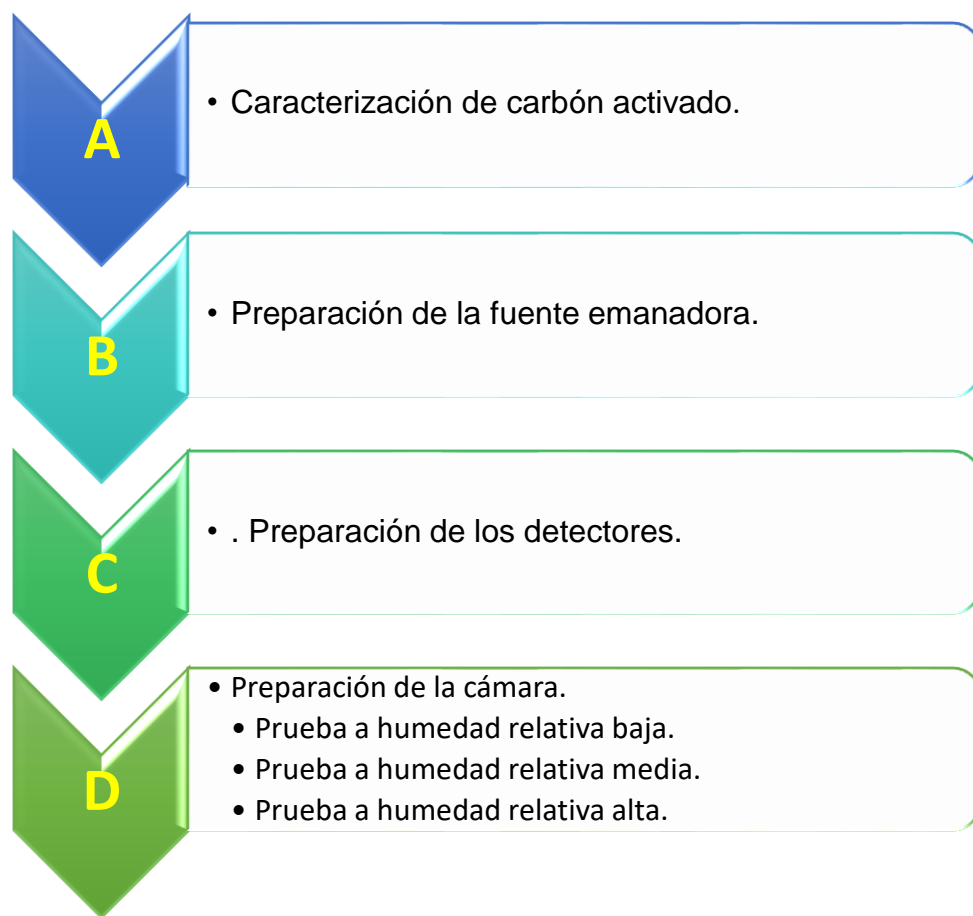 A
• Caracterización de carbón activado.
B
• Preparación de la fuente emanadora.
C
• . Preparación de los detectores.
D
• Preparación de la cámara.
• Prueba a humedad relativa baja.
• Prueba a humedad relativa media.
• Prueba a humedad relativa alta.